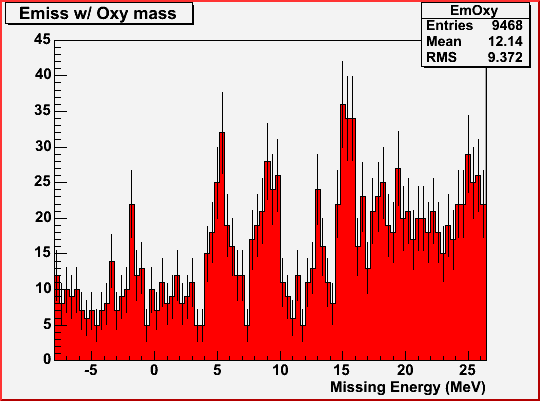 Emiss w/ Oxy mass
EmOxy
Entries 9468
Mean 12.14
RMS 9.372
45
40
35
30
25
20
15
10
5
0
-5 0 5 10 15 20 25
Missing Energy (MeV)